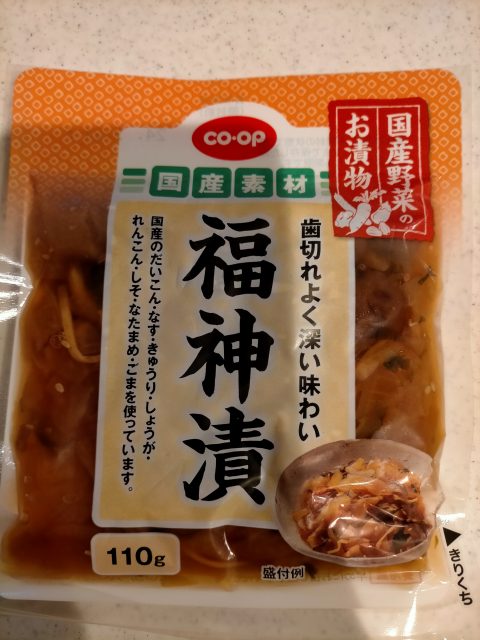 co・op
国産野菜の
お漬物
国産素材
歯切れよく深い味わい
福神漬
国産のだいこん・なす・きゅうり・しょうが・
れんこん・しそ・なたまめ・ごまを使っています。
110g
盛付例
きりくち